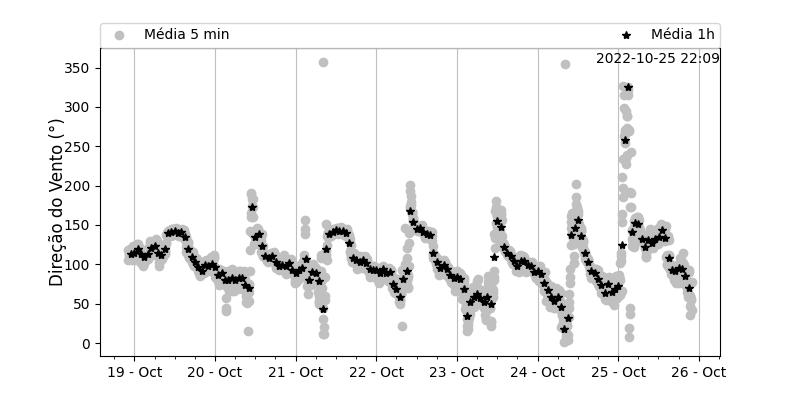 Média 5 min
Média 1h
2022-10-25 22:09
Direção do Vento (°)
350
300
250
200
150
100
50
0
19 - Oct
20 - Oct
21 - Oct
22 - Oct
23 - Oct
24 - Oct
25 - Oct
26 - Oct